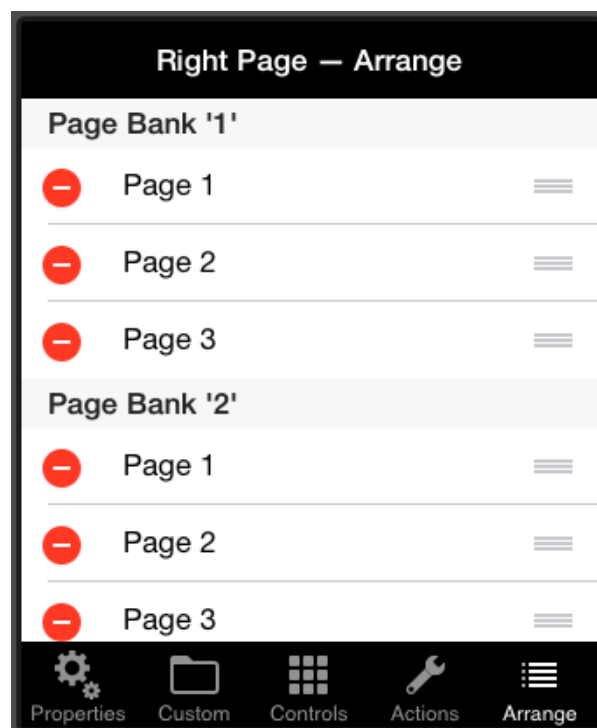 Right Page — Arrange
Page Bank '1'
Page 1
Page 2
Page 3
Page Bank '2'
Page 1
Page 2
Page 3
Properties Custom Controls Actions Arrange